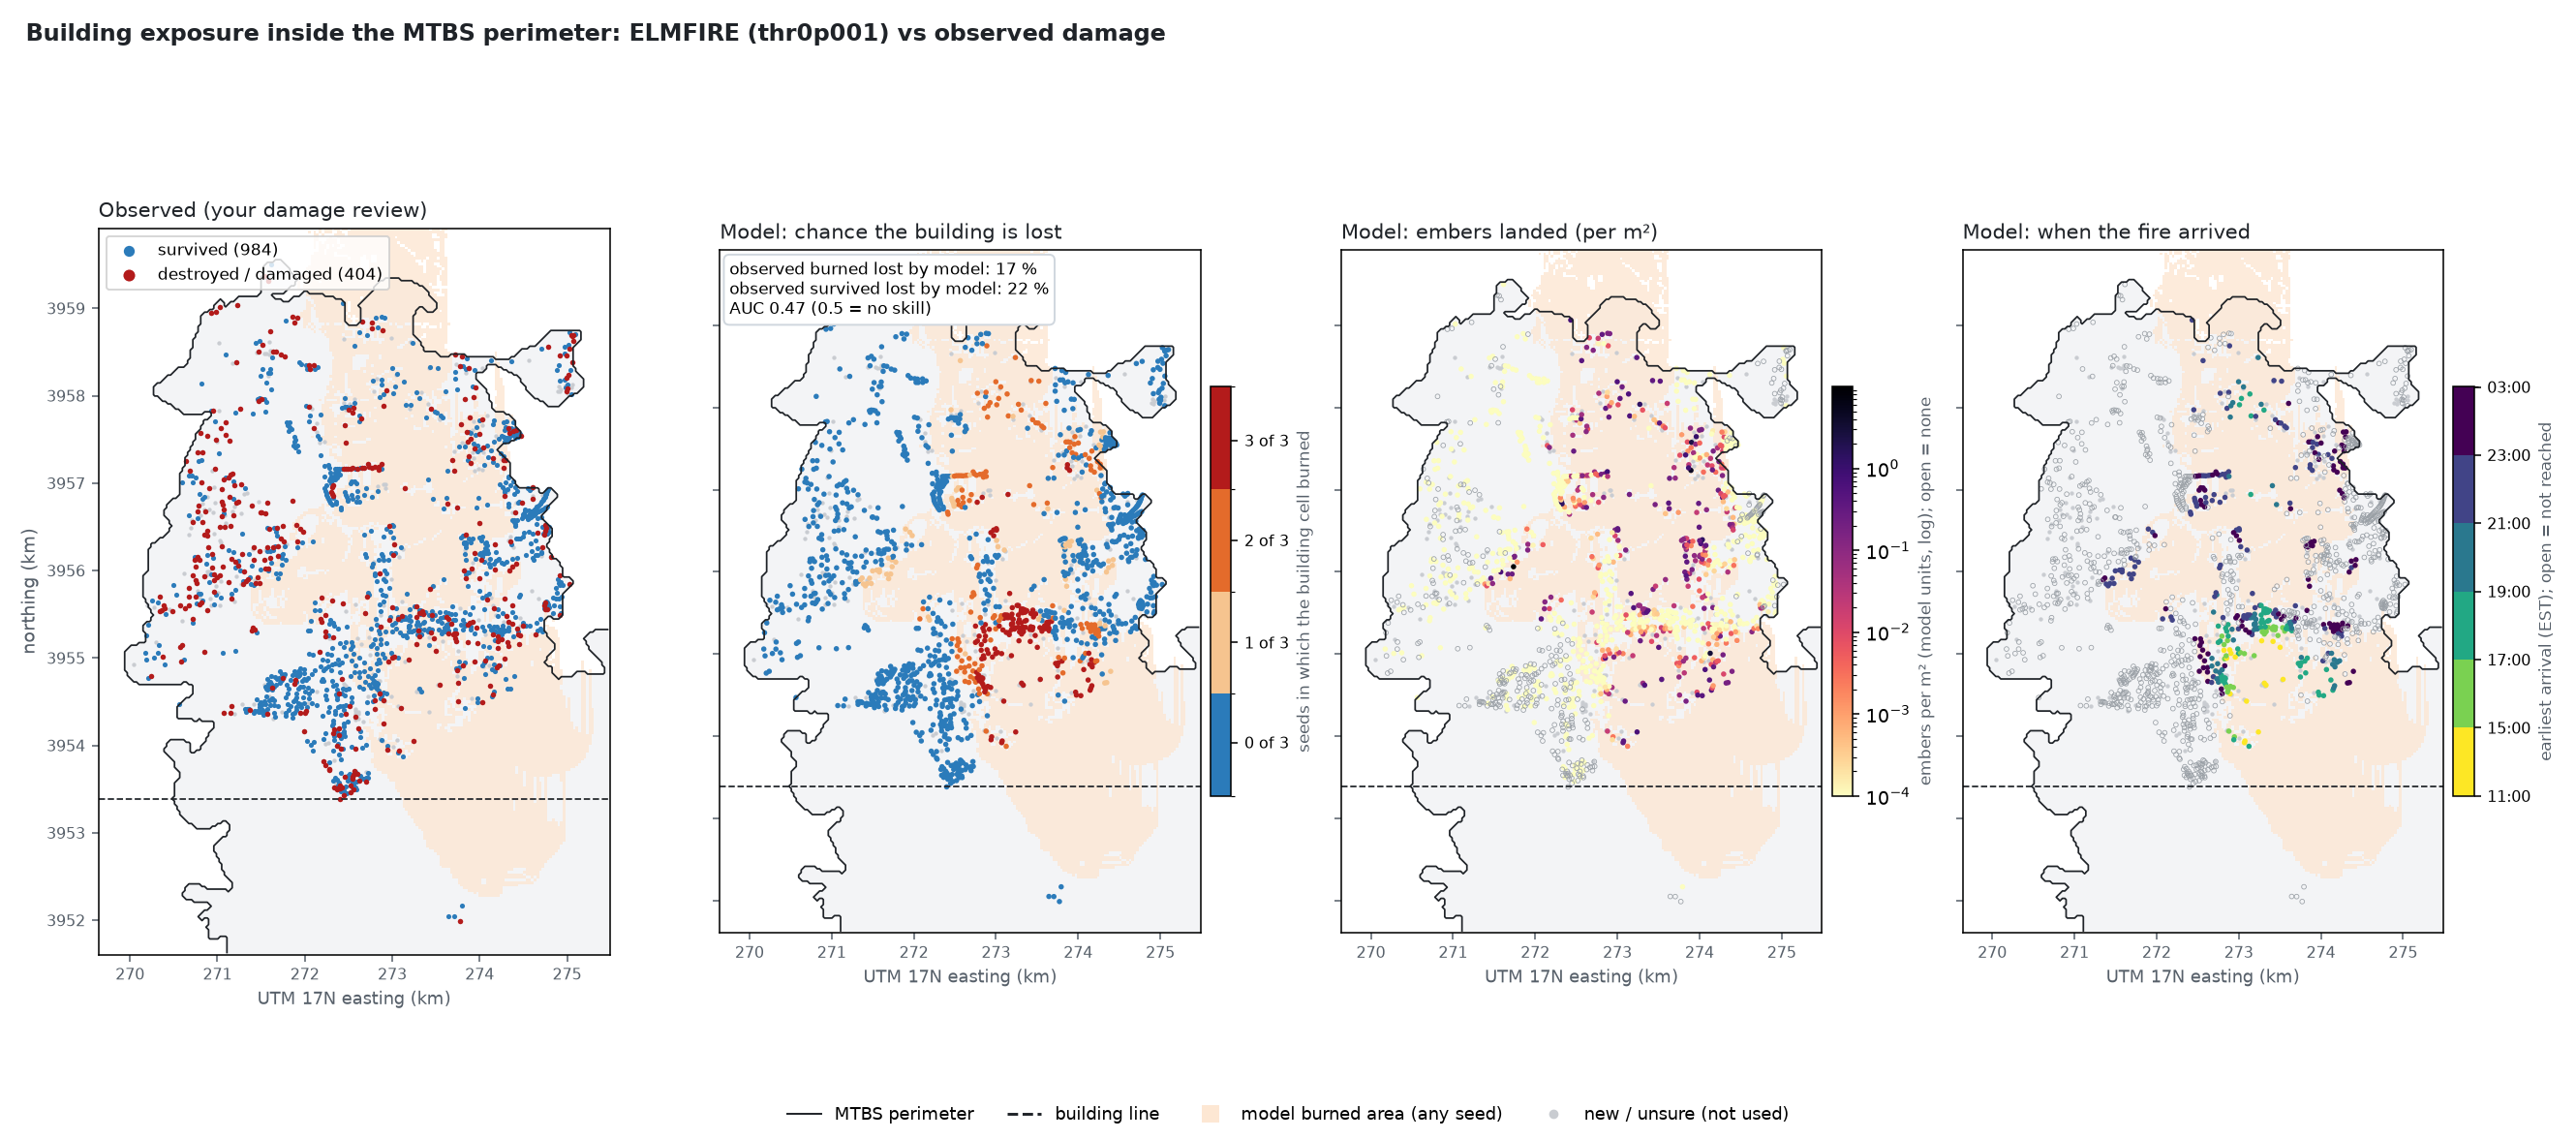 Building exposure inside the MTBS perimeter: ELMFIRE (thr0p001) vs observed damage
Observed (your damage review)
survived (984)
destroyed / damaged (404)
3959
3958
3957
3956
3955
3954
3953
3952
northing (km)
270
271
272
273
274
275
UTM 17N easting (km)
Model: chance the building is lost
observed burned lost by model: 17 %
observed survived lost by model: 22 %
AUC 0.47 (0.5 = no skill)
270
271
272
273
274
275
UTM 17N easting (km)
3 of 3
2 of 3
1 of 3
0 of 3
seeds in which the building cell burned
Model: embers landed (per m²)
270
271
272
273
274
275
UTM 17N easting (km)
10⁰
10⁻¹
10⁻²
10⁻³
10⁻⁴
embers per m² (model units, log); open = none
Model: when the fire arrived
270
271
272
273
274
275
UTM 17N easting (km)
03:00
23:00
21:00
19:00
17:00
15:00
11:00
earliest arrival (EST); open = not reached
MTBS perimeter
building line
model burned area (any seed)
new / unsure (not used)